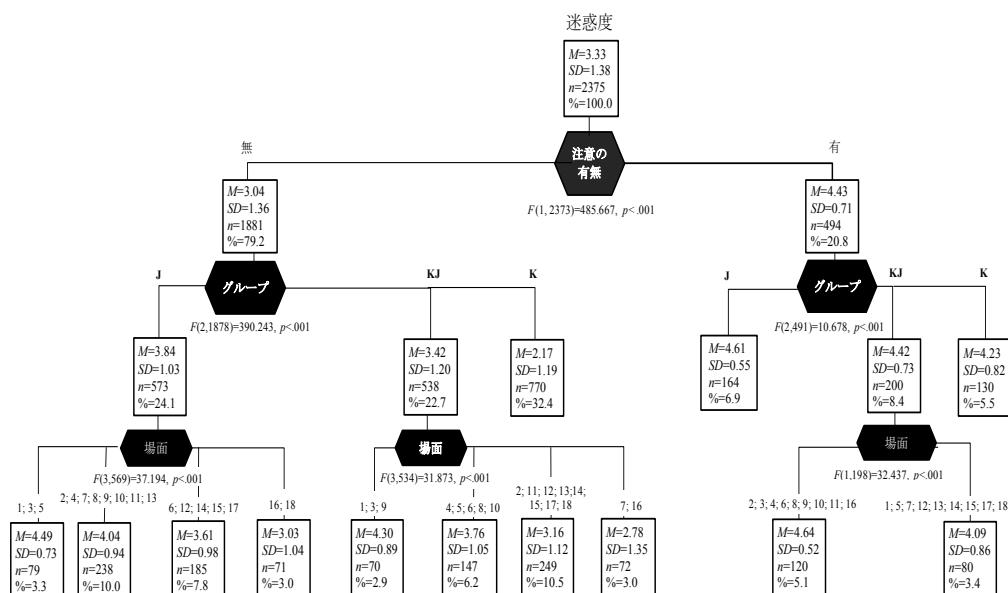 迷惑度
M=3.33
SD=1.38
n=2375
%=100.0
注意の
有無
F(1, 2373)=485.667, p<.001
無
有
M=3.04
SD=1.36
n=1881
%=79.2
M=4.43
SD=0.71
n=494
%=20.8
グループ
F(2,1878)=390.243, p<.001
J
KJ
K
グループ
F(2,491)=10.678, p<.001
J
KJ
K
M=3.84
SD=1.03
n=573
%=24.1
M=3.42
SD=1.20
n=538
%=22.7
M=2.17
SD=1.19
n=770
%=32.4
M=4.61
SD=0.55
n=164
%=6.9
M=4.42
SD=0.73
n=200
%=8.4
M=4.23
SD=0.82
n=130
%=5.5
場面
F(3,569)=37.194, p<.001
場面
F(3,534)=31.873, p<.001
場面
F(1,198)=32.437, p<.001
1; 3; 5
2; 4; 7; 8; 9; 10; 11; 13
6; 12; 14; 15; 17
16; 18
1; 3; 9
4; 5; 6; 8; 10
2; 11; 12; 13;14;
15; 17; 18
7; 16
2; 3; 4; 6; 8; 9; 10; 11; 16
1; 5; 7; 12; 13; 14; 15; 17; 18
M=4.49
SD=0.73
n=79
%=3.3
M=4.04
SD=0.94
n=238
%=10.0
M=3.61
SD=0.98
n=185
%=7.8
M=3.03
SD=1.04
n=71
%=3.0
M=4.30
SD=0.89
n=70
%=2.9
M=3.76
SD=1.05
n=147
%=6.2
M=3.16
SD=1.12
n=249
%=10.5
M=2.78
SD=1.35
n=72
%=3.0
M=4.64
SD=0.52
n=120
%=5.1
M=4.09
SD=0.86
n=80
%=3.4